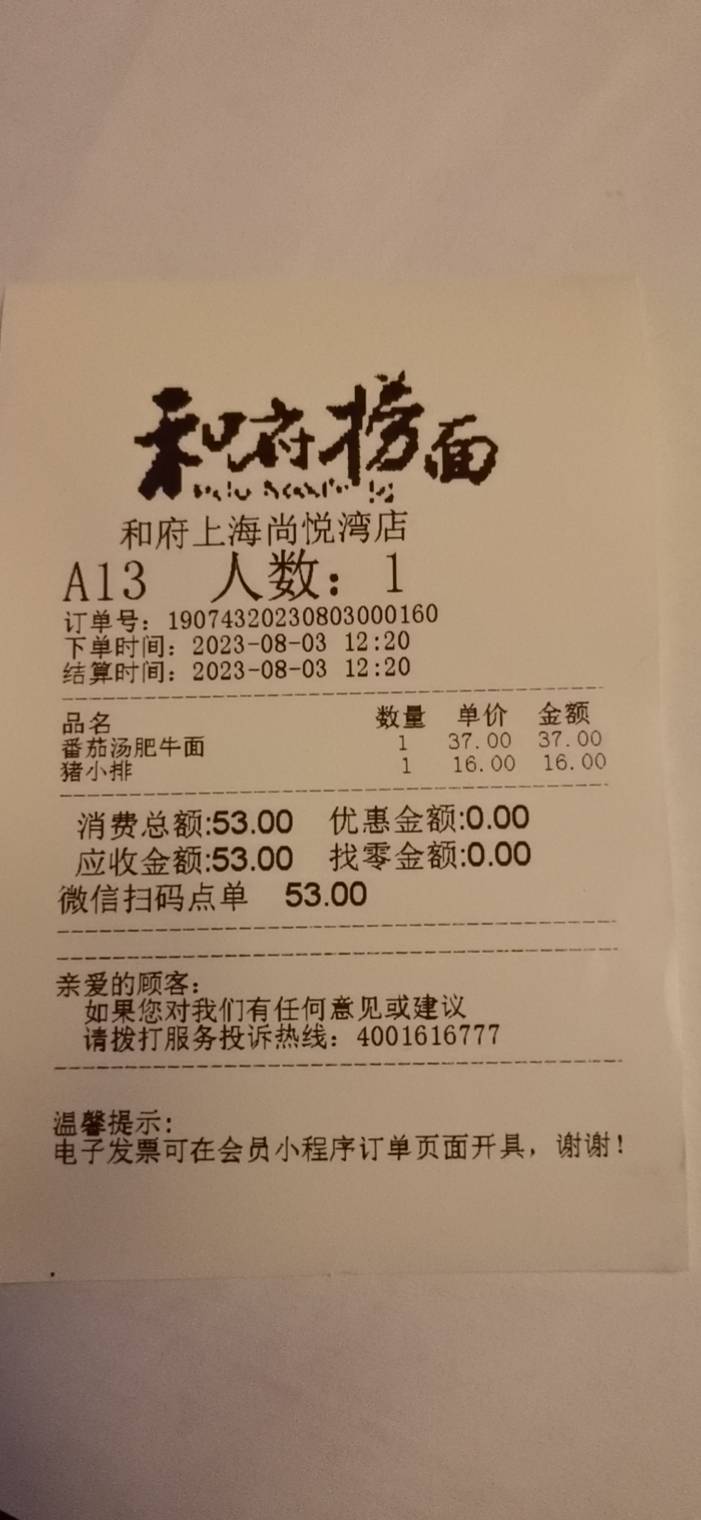 和府捞面
和府上海尚悦湾店
A13 人数：1
订单号：19074320230803000160
下单时间：2023-08-03 12:20
结算时间：2023-08-03 12:20
品名 数量 单价 金额
番茄汤肥牛面 1 37.00 37.00
猪小排 1 16.00 16.00
消费总额:53.00 优惠金额:0.00
应收金额:53.00 找零金额:0.00
微信扫码点单 53.00
亲爱的顾客：
如果您对我们有任何意见或建议
请拨打服务投诉热线：4001616777
温馨提示:
电子发票可在会员小程序订单页面开具，谢谢！